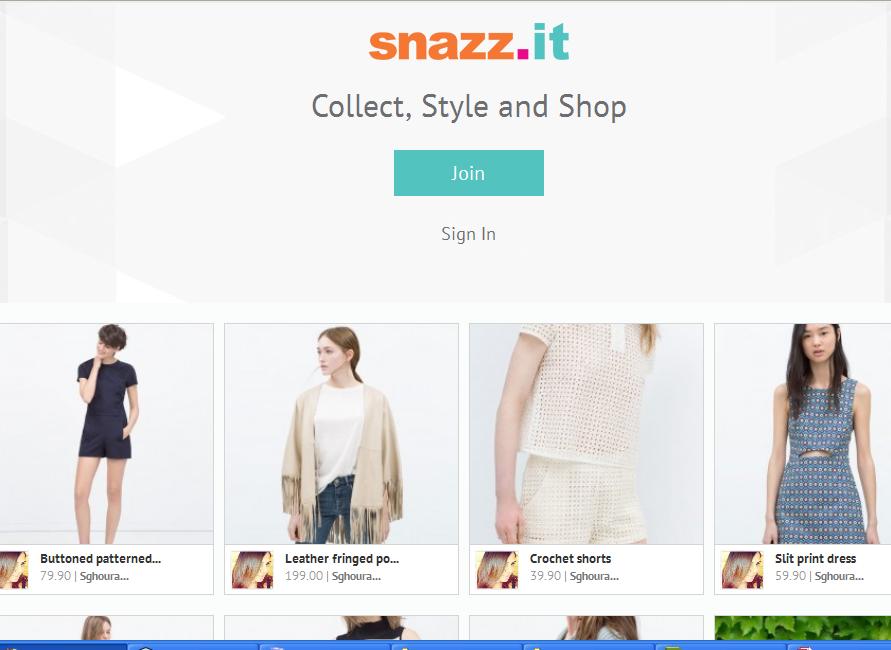 snazz.it
Collect, Style and Shop
Join
Sign In
Buttoned patterned...
79.90 | Sghoura...
Leather fringed po...
199.00 | Sghoura...
Crochet shorts
39.90 | Sghoura...
Slit print dress
59.90 | Sghoura...